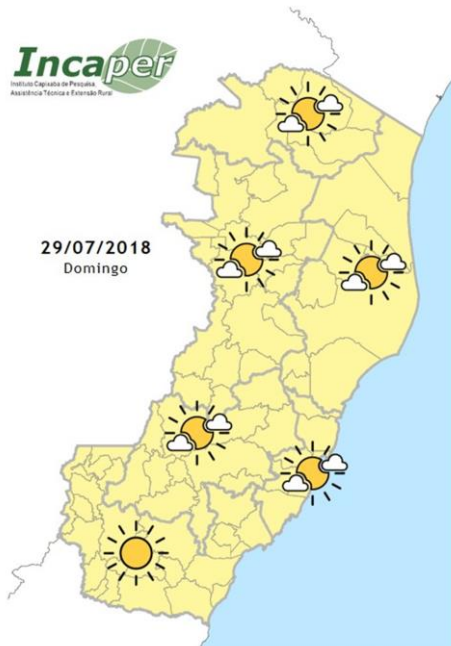 Incaper
Instituto Capixaba de Pesquisa,
Assistência Técnica e Extensão Rural
29/07/2018
Domingo